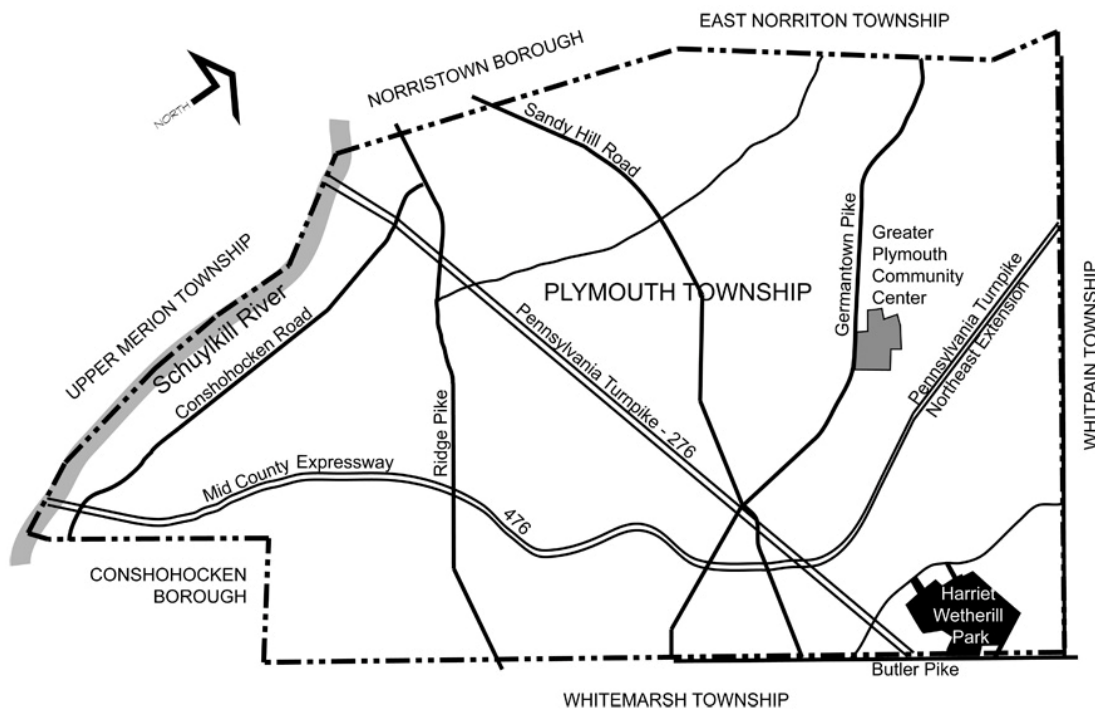 EAST NORRITON TOWNSHIP
NORRISTOWN BOROUGH
NORTH
Sandy Hill Road
Germantown Pike
Greater
Plymouth
Community
Center
UPPER MERION TOWNSHIP
Schuylkill River
Conshohocken Road
PLYMOUTH TOWNSHIP
Pennsylvania Turnpike
Northeast Extension
WHITPAIN TOWNSHIP
Pennsylvania Turnpike - 276
Ridge Pike
Mid County Expressway
476
CONSHOHOCKEN
BOROUGH
Harriet
Wetherill
Park
Butler Pike
WHITEMARSH TOWNSHIP